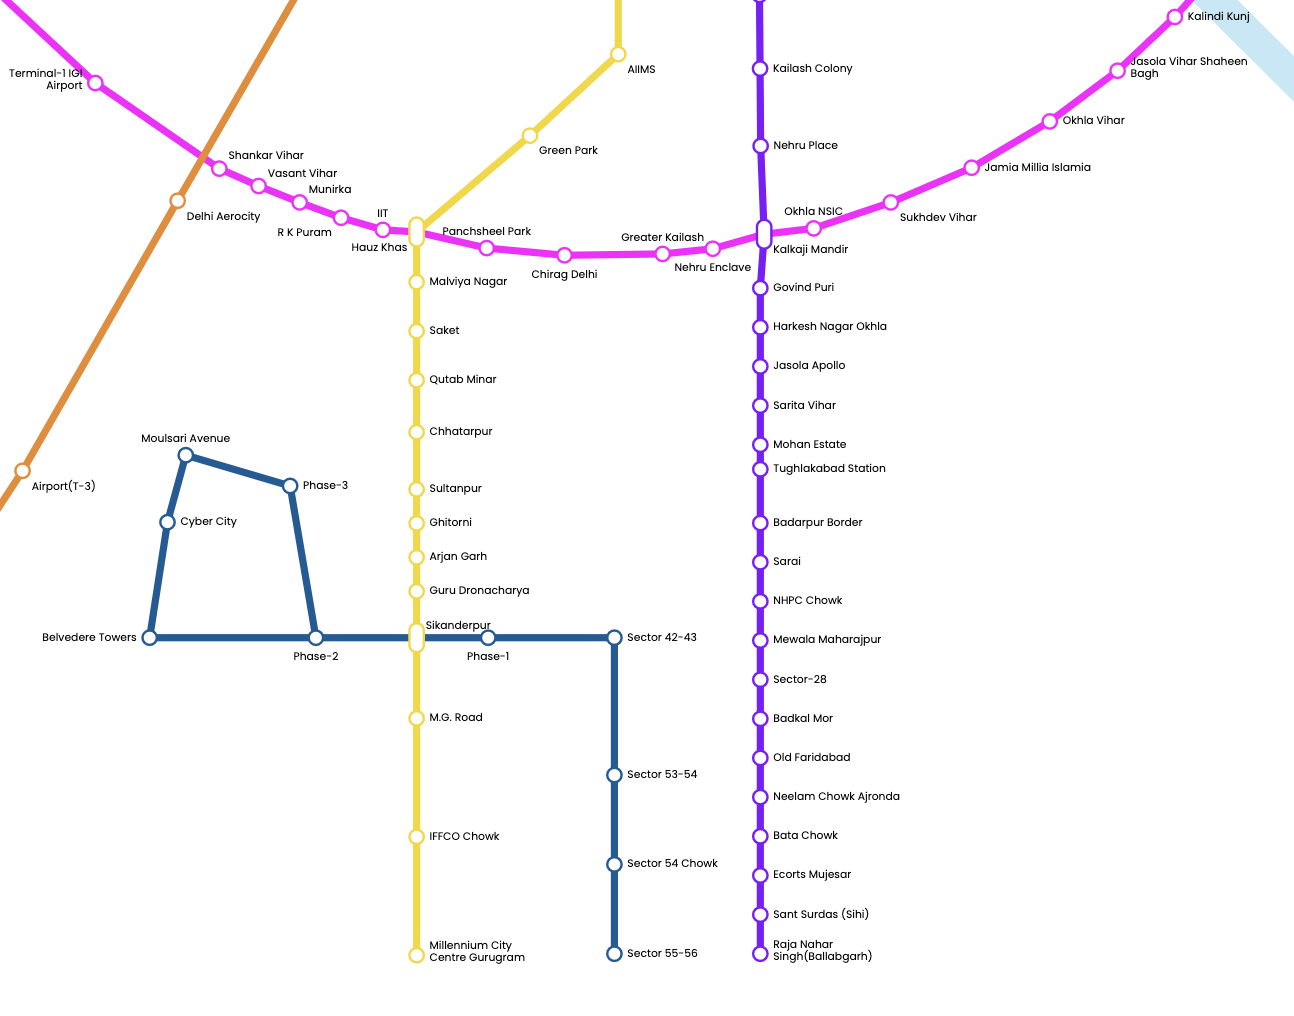 Kalindi Kunj
Jasola Vihar Shaheen
Bagh
AIIMS
Kailash Colony
Terminal-1 IGI
Airport
Okhla Vihar
Green Park
Nehru Place
Shankar Vihar
Jamia Millia Islamia
Vasant Vihar
Munirka
Delhi Aerocity
IIT
Okhla NSIC
Sukhdev Vihar
R K Puram
Panchsheel Park
Greater Kailash
Hauz Khas
Kalkaji Mandir
Chirag Delhi
Nehru Enclave
Malviya Nagar
Govind Puri
Saket
Harkesh Nagar Okhla
Jasola Apollo
Qutab Minar
Sarita Vihar
Chhatarpur
Moulsari Avenue
Mohan Estate
Tughlakabad Station
Airport(T-3)
Phase-3
Sultanpur
Cyber City
Ghitorni
Badarpur Border
Arjan Garh
Sarai
Guru Dronacharya
NHPC Chowk
Sikanderpur
Belvedere Towers
Sector 42-43
Mewala Maharajpur
Phase-2
Phase-1
Sector-28
M.G. Road
Badkal Mor
Old Faridabad
Sector 53-54
Neelam Chowk Ajronda
IFFCO Chowk
Bata Chowk
Sector 54 Chowk
Ecorts Mujesar
Sant Surdas (Sihi)
Millennium City
Centre Gurugram
Sector 55-56
Raja Nahar
Singh(Ballabgarh)